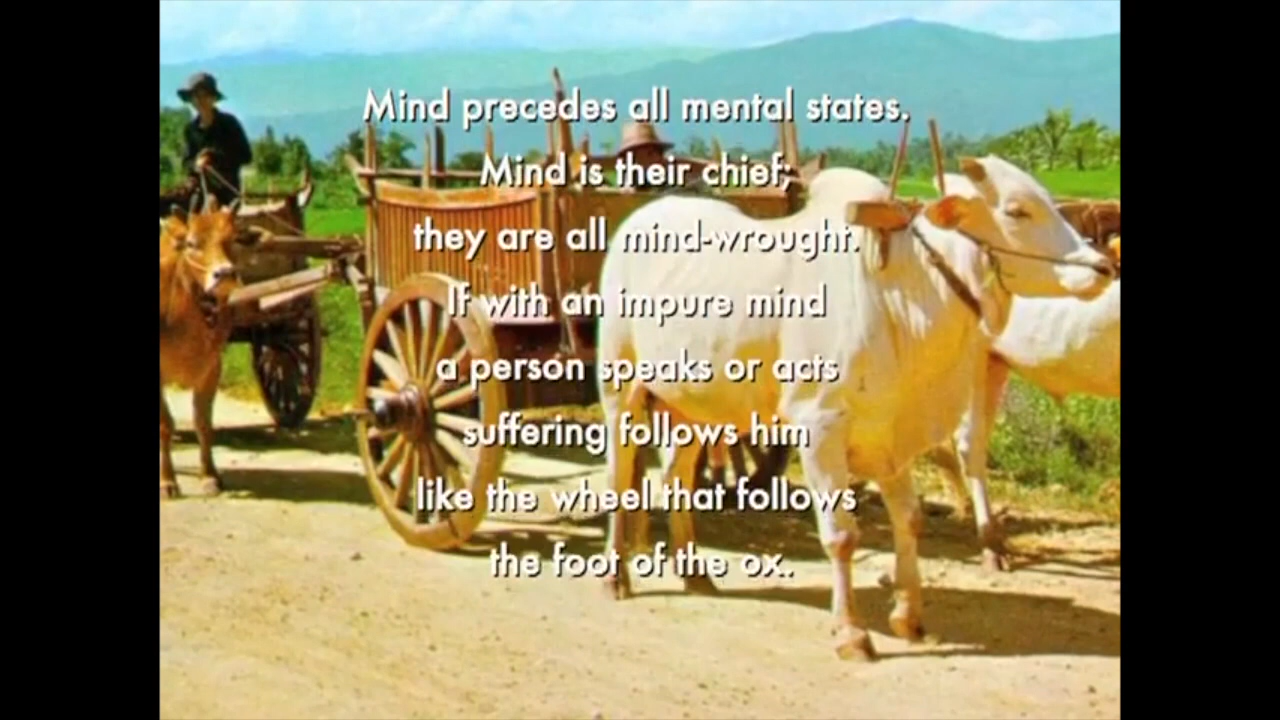 Mind precedes all mental states.
Mind is their chief;
they are all mind-wrought.
If with an impure mind
a person speaks or acts
suffering follows him
like the wheel that follows
the foot of the ox.